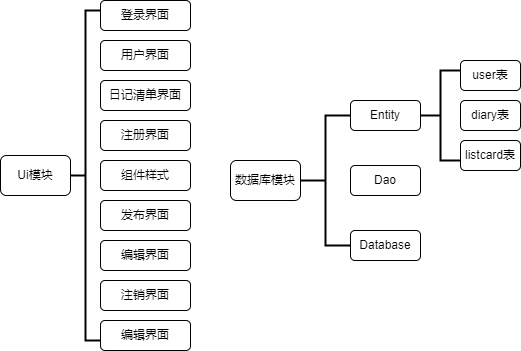 Ui模块
登录界面
用户界面
日记清单界面
注册界面
组件样式
发布界面
编辑界面
注销界面
编辑界面
数据库模块
Entity
Dao
Database
user表
diary表
listcard表